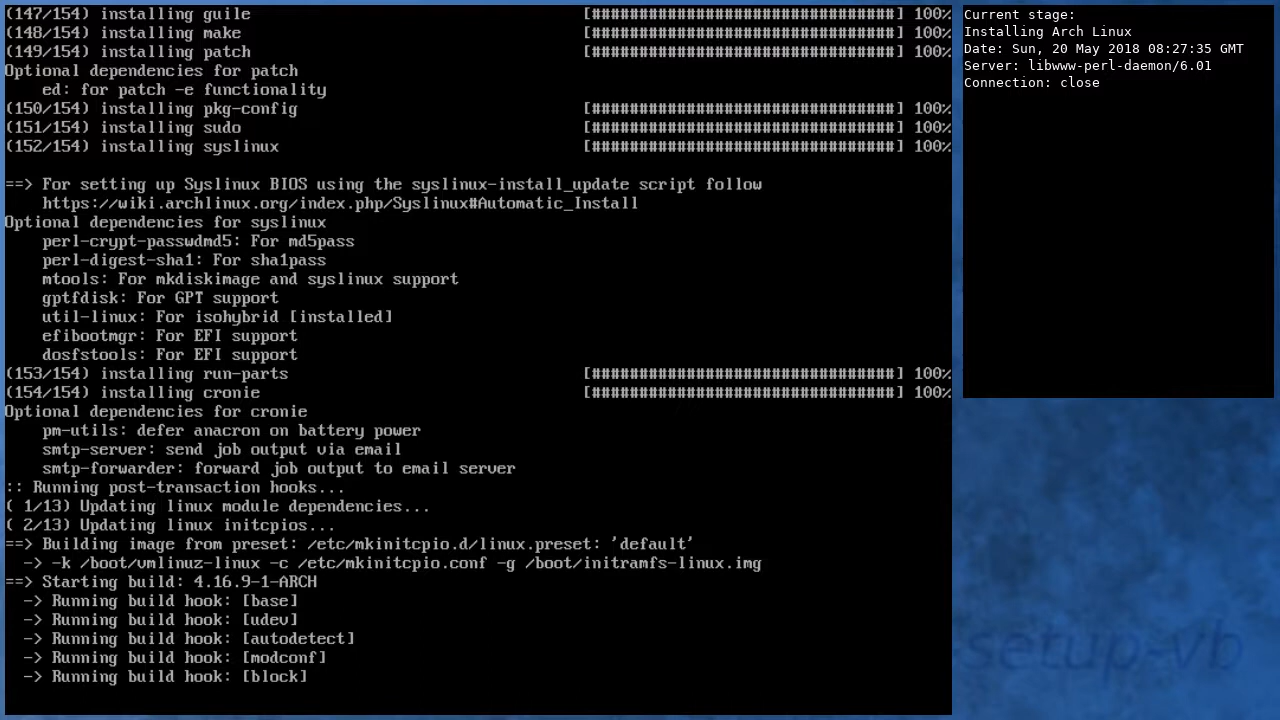 (147/154) installing guile [################################] 100%
(148/154) installing make [################################] 100%
(149/154) installing patch [################################] 100%
Optional dependencies for patch
ed: for patch -e functionality
(150/154) installing pkg-config [################################] 100%
(151/154) installing sudo [################################] 100%
(152/154) installing syslinux [################################] 100%
==> For setting up Syslinux BIOS using the syslinux-install_update script follow
https://wiki.archlinux.org/index.php/Syslinux#Automatic_Install
Optional dependencies for syslinux
perl-crypt-passwdmd5: For md5pass
perl-digest-sha1: For sha1pass
mtools: For mkdiskimage and syslinux support
gptfdisk: For GPT support
util-linux: For isohybrid [installed]
efibootmgr: For EFI support
dosfstools: For EFI support
(153/154) installing run-parts [################################] 100%
(154/154) installing cronie [################################] 100%
Optional dependencies for cronie
pm-utils: defer anacron on battery power
smtp-server: send job output via email
smtp-forwarder: forward job output to email server
:: Running post-transaction hooks...
( 1/13) Updating linux module dependencies...
( 2/13) Updating linux initcpios...
==> Building image from preset: /etc/mkinitcpio.d/linux.preset: 'default'
-> -k /boot/vmlinuz-linux -c /etc/mkinitcpio.conf -g /boot/initramfs-linux.img
==> Starting build: 4.16.9-1-ARCH
-> Running build hook: [base]
-> Running build hook: [udev]
-> Running build hook: [autodetect]
-> Running build hook: [modconf]
-> Running build hook: [block]
Current stage:
Installing Arch Linux
Date: Sun, 20 May 2018 08:27:35 GMT
Server: libwww-perl-daemon/6.01
Connection: close
setup-vb